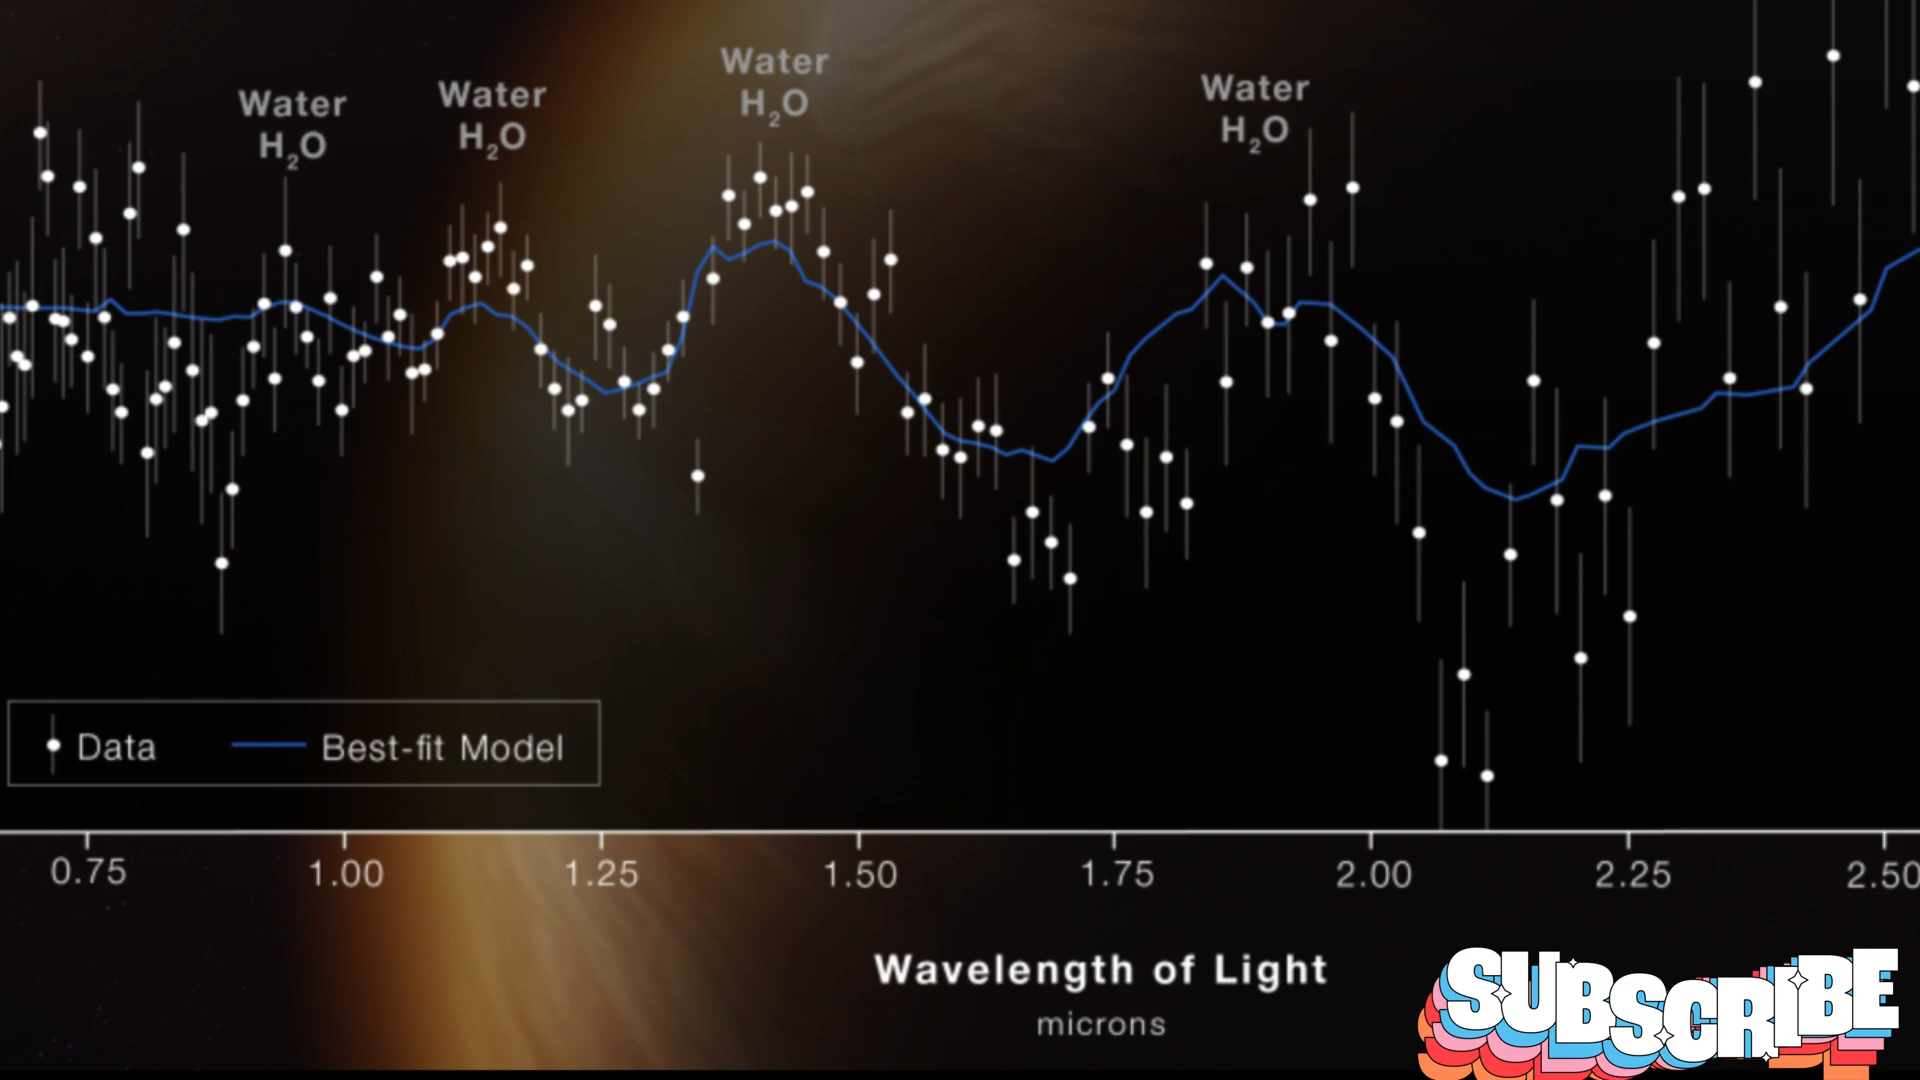 Water
H₂O
Water
H₂O
Water
H₂O
Water
H₂O
Data
Best-fit Model
0.75
1.00
1.25
1.50
1.75
2.00
2.25
2.50
Wavelength of Light
microns
SUBSCRIBE